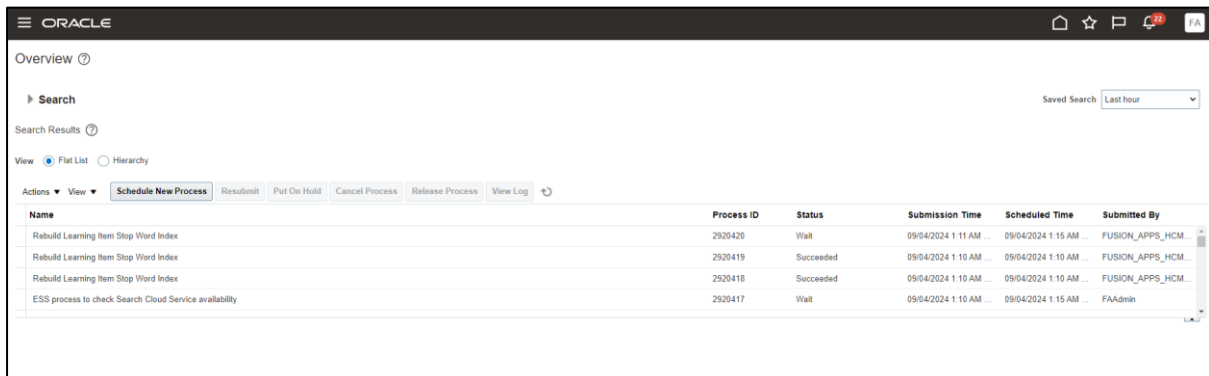 ORACLE 22 FA
Overview
Search Saved Search Last hour
Search Results
View Flat List Hierarchy
Actions View Schedule New Process Resubmit Put On Hold Cancel Process Release Process View Log
Name Process ID Status Submission Time Scheduled Time Submitted By
Rebuild Learning Item Stop Word Index 2920420 Wait 09/04/2024 1:11 AM ... 09/04/2024 1:15 AM ... FUSION_APPS_HCM...
Rebuild Learning Item Stop Word Index 2920419 Succeeded 09/04/2024 1:10 AM ... 09/04/2024 1:10 AM ... FUSION_APPS_HCM...
Rebuild Learning Item Stop Word Index 2920418 Succeeded 09/04/2024 1:10 AM ... 09/04/2024 1:10 AM ... FUSION_APPS_HCM...
ESS process to check Search Cloud Service availability 2920417 Wait 09/04/2024 1:10 AM ... 09/04/2024 1:15 AM ... FAAdmin